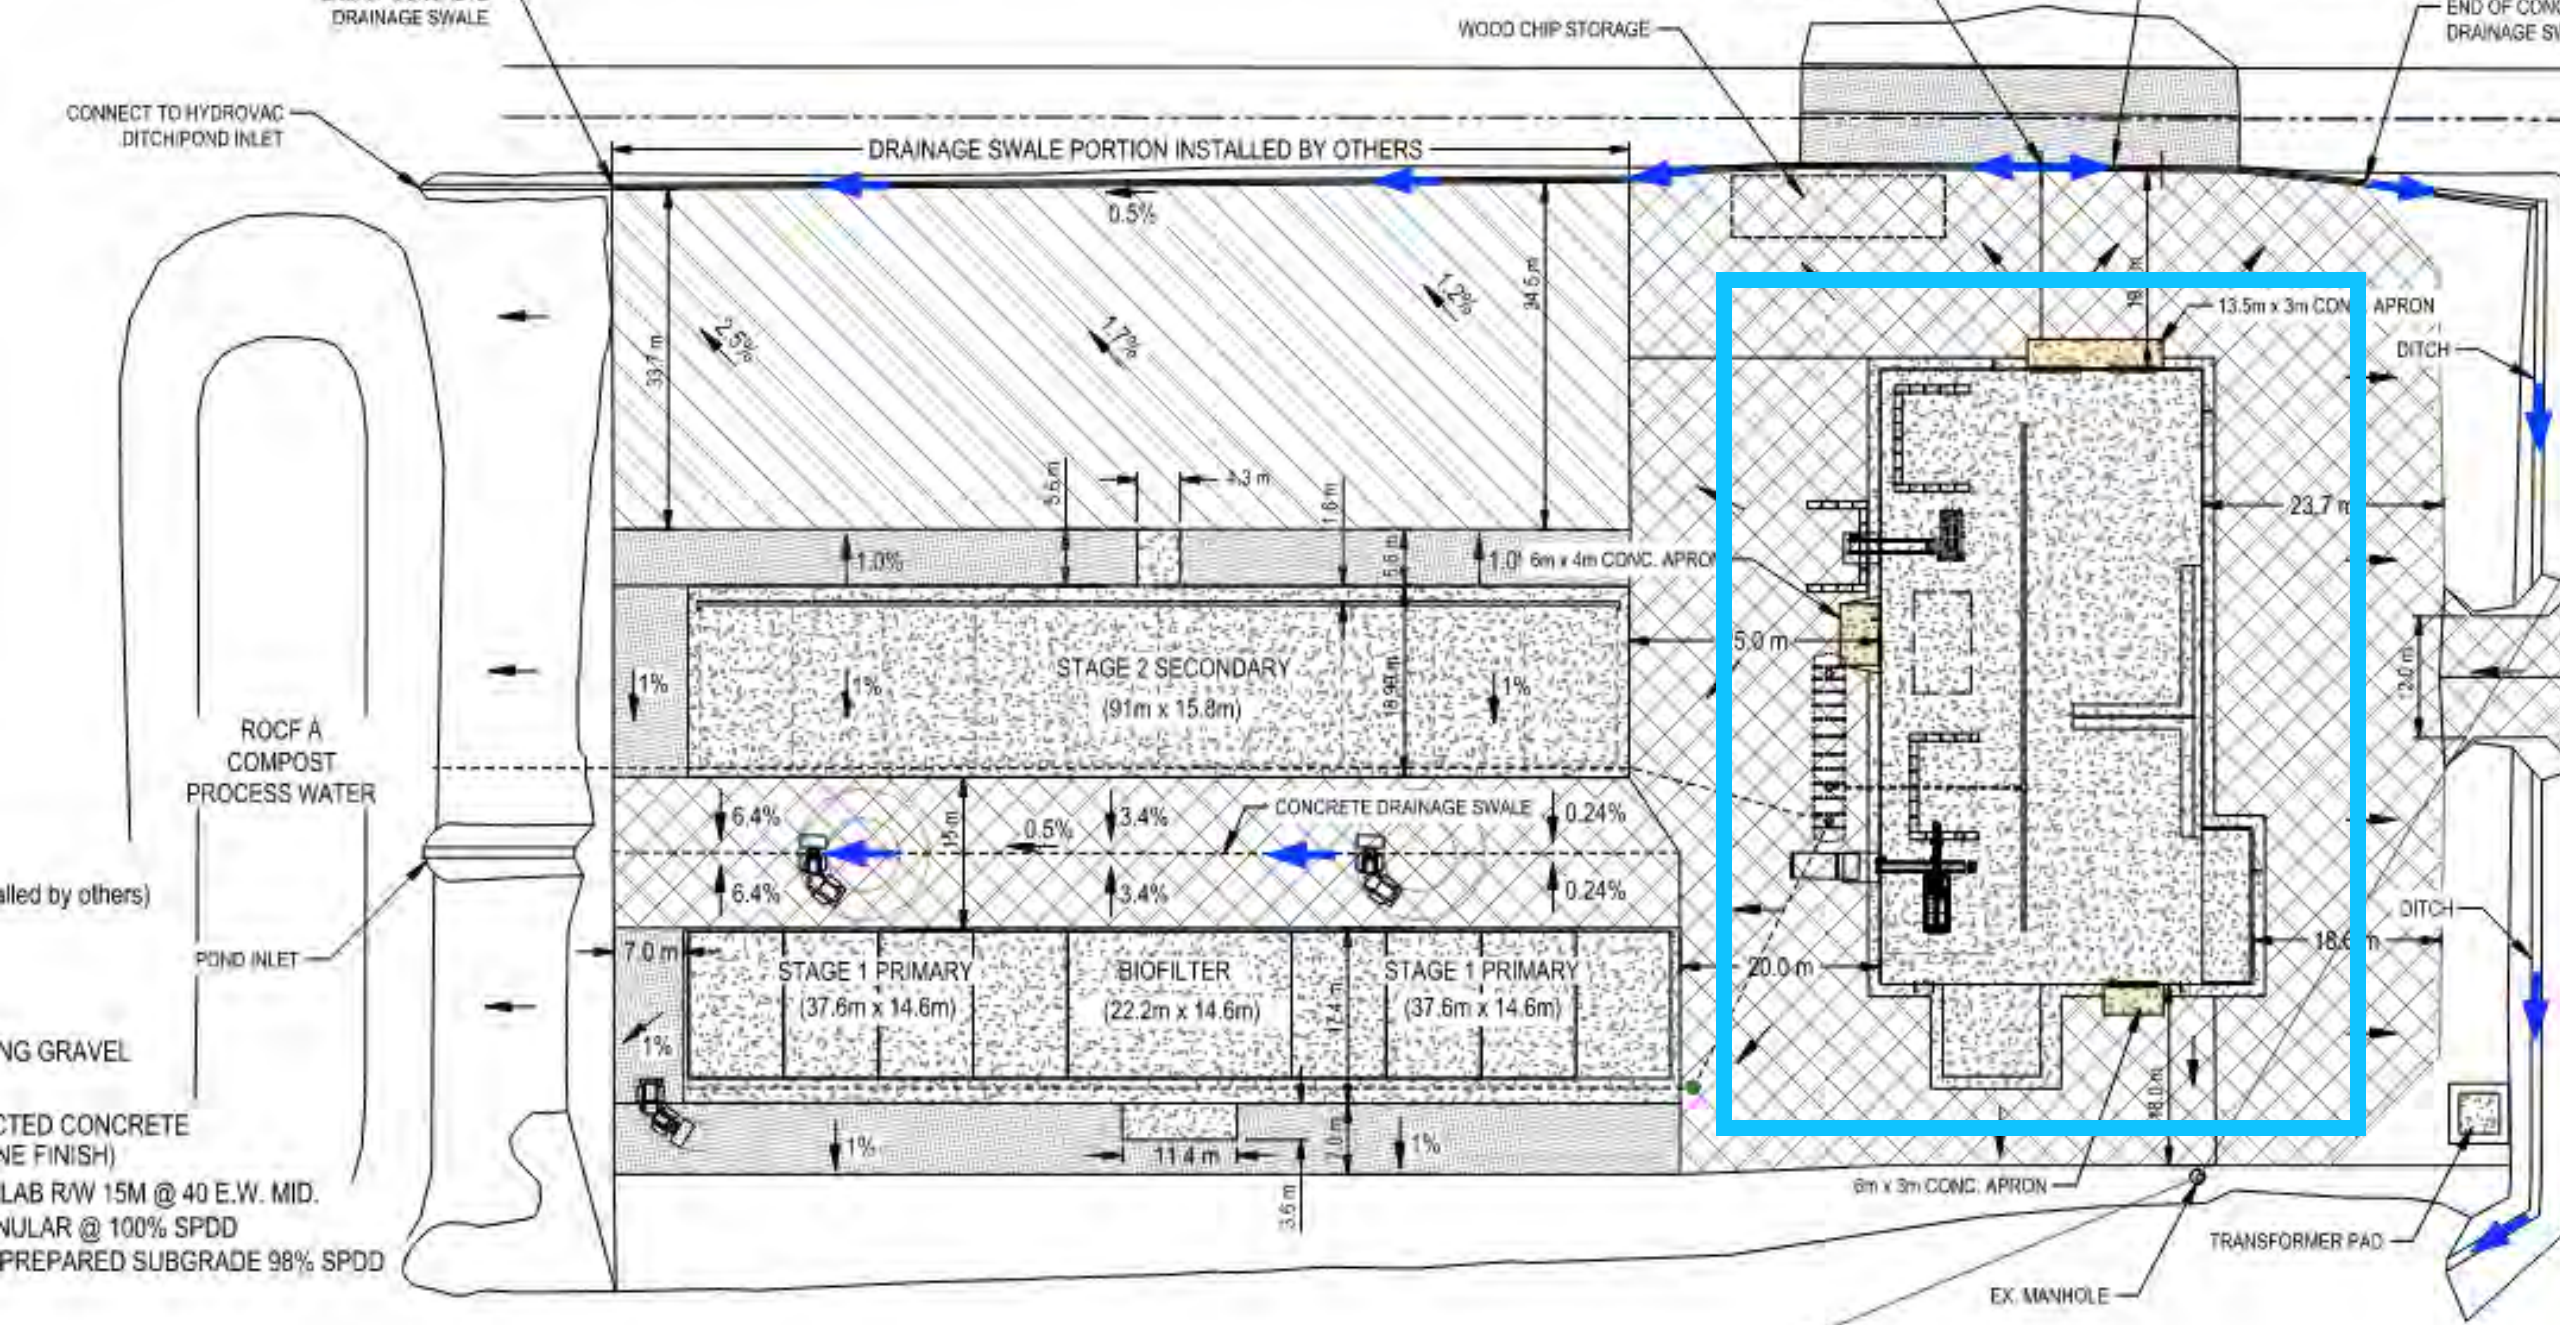 DRAINAGE SWALE
WOOD CHIP STORAGE
END OF CONC
DRAINAGE SW
CONNECT TO HYDROVAC
DITCH/POND INLET
DRAINAGE SWALE PORTION INSTALLED BY OTHERS
0.5%
33.7 m
2.5%
1.7%
1.2%
34.5 m
13.5m x 3m CONC. APRON
DITCH
5.6 m
4.3 m
1.6 m
23.7 m
1.0%
5.6 m
1.0
6m x 4m CONC. APRON
5.0 m
STAGE 2 SECONDARY
(91m x 15.8m)
1%
1%
1%
ROCF A
COMPOST
PROCESS WATER
6.4%
15 m
0.5%
3.4%
CONCRETE DRAINAGE SWALE
0.24%
6.4%
3.4%
0.24%
alled by others)
DITCH
POND INLET
7.0 m
STAGE 1 PRIMARY
(37.6m x 14.6m)
BIOFILTER
(22.2m x 14.6m)
STAGE 1 PRIMARY
(37.6m x 14.6m)
17.4 m
20.0 m
18.6 m
1%
NG GRAVEL
CTED CONCRETE
NE FINISH)
LAB R/W 15M @ 40 E.W. MID.
NULAR @ 100% SPDD
PREPARED SUBGRADE 98% SPDD
1%
11.4 m
1%
3.6 m
6m x 3m CONC. APRON
TRANSFORMER PAD
EX. MANHOLE